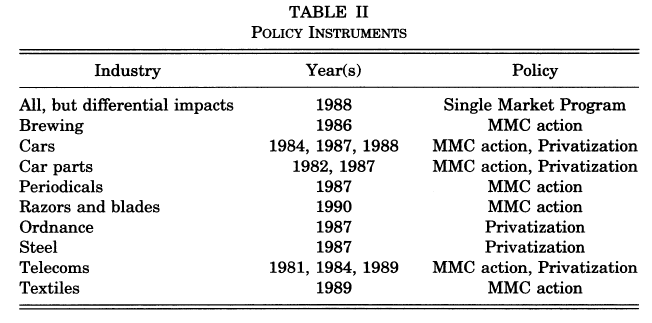 TABLE II
POLICY INSTRUMENTS
Industry Year(s) Policy
All, but differential impacts 1988 Single Market Program
Brewing 1986 MMC action
Cars 1984, 1987, 1988 MMC action, Privatization
Car parts 1982, 1987 MMC action, Privatization
Periodicals 1987 MMC action
Razors and blades 1990 MMC action
Ordnance 1987 Privatization
Steel 1987 Privatization
Telecoms 1981, 1984, 1989 MMC action, Privatization
Textiles 1989 MMC action